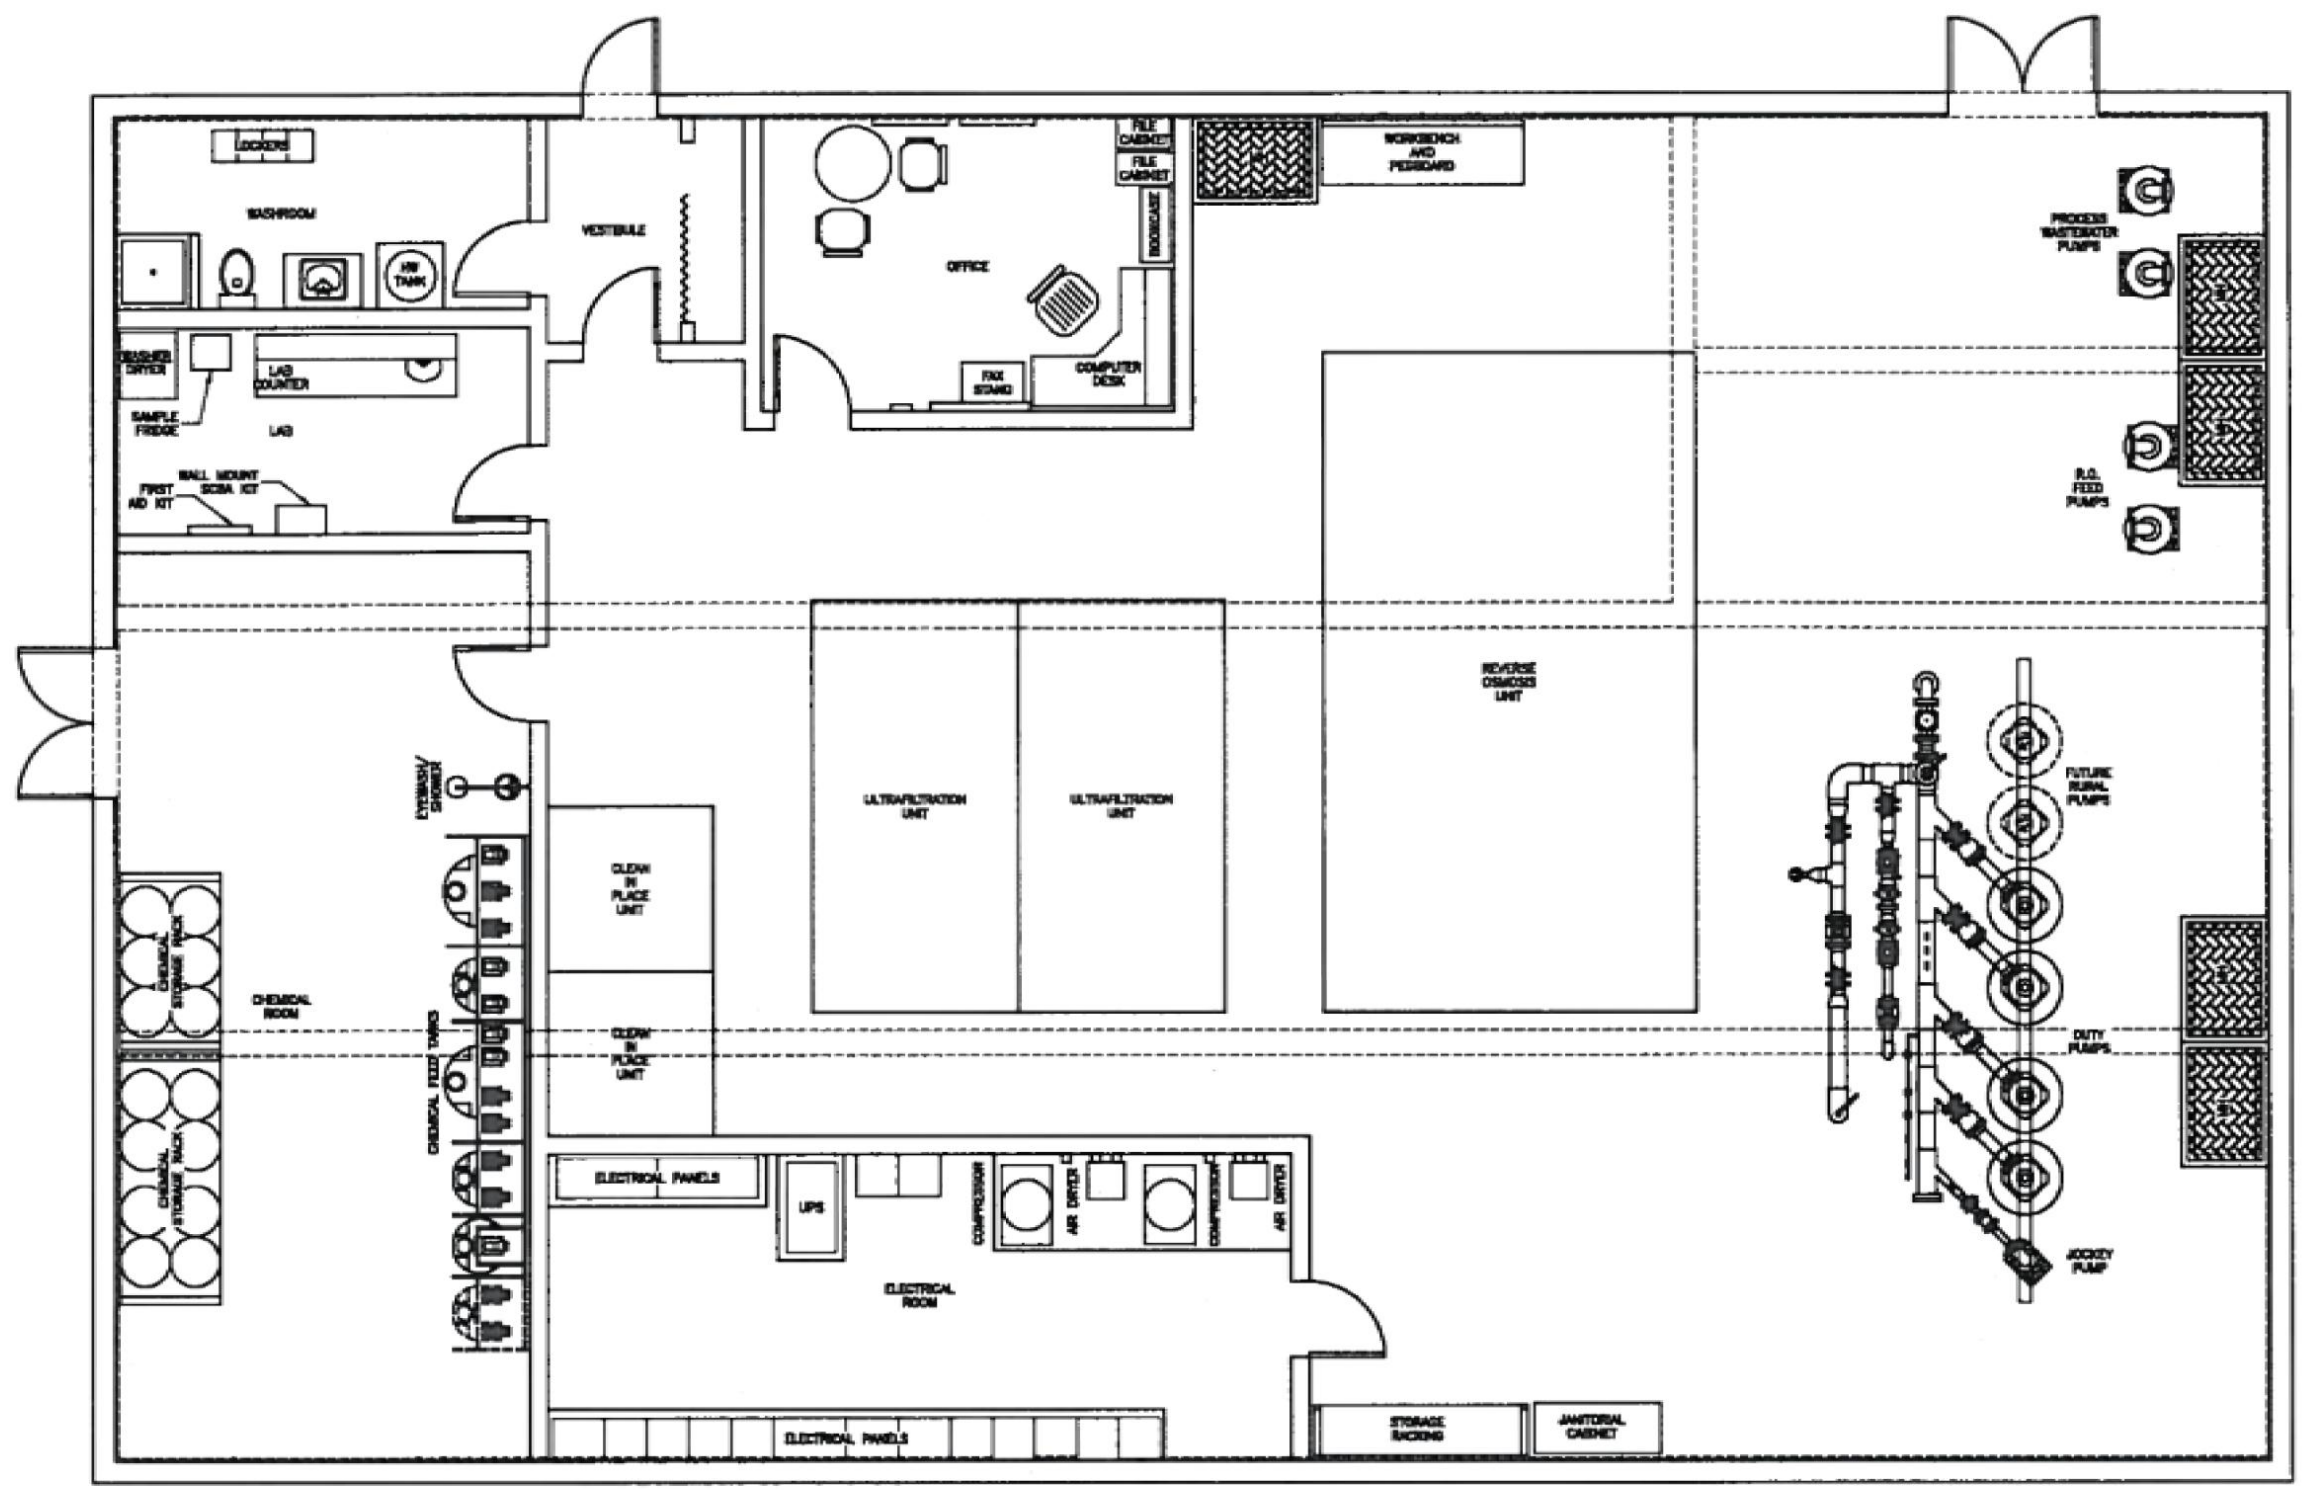 LOCKERS
WASHROOM
HW
TANK
VESTIBULE
OFFICE
FILE
CABINET
FILE
CABINET
BOOKCASE
COMPUTER
DESK
FAX
STAND
WORKBENCH
AND
PEGBOARD
PROCESS
WASTEWATER
PUMPS
R.O.
FEED
PUMPS
WASHER
DRYER
SAMPLE
FRIDGE
LAB
COUNTER
LAB
WALL MOUNT
SCBA KIT
FIRST
AID KIT
REVERSE
OSMOSIS
UNIT
ULTRAFILTRATION
UNIT
ULTRAFILTRATION
UNIT
EYEWASH/
SHOWER
CLEAN
IN
PLACE
UNIT
CLEAN
IN
PLACE
UNIT
CHEMICAL
STORAGE RACK
CHEMICAL
STORAGE RACK
CHEMICAL
ROOM
CHEMICAL FEED TANKS
FUTURE
RURAL
PUMPS
DUTY
PUMPS
JOCKEY
PUMP
ELECTRICAL PANELS
UPS
COMPRESSOR
AIR DRYER
COMPRESSOR
AIR DRYER
ELECTRICAL
ROOM
ELECTRICAL PANELS
STORAGE
RACKING
JANITORIAL
CABINET